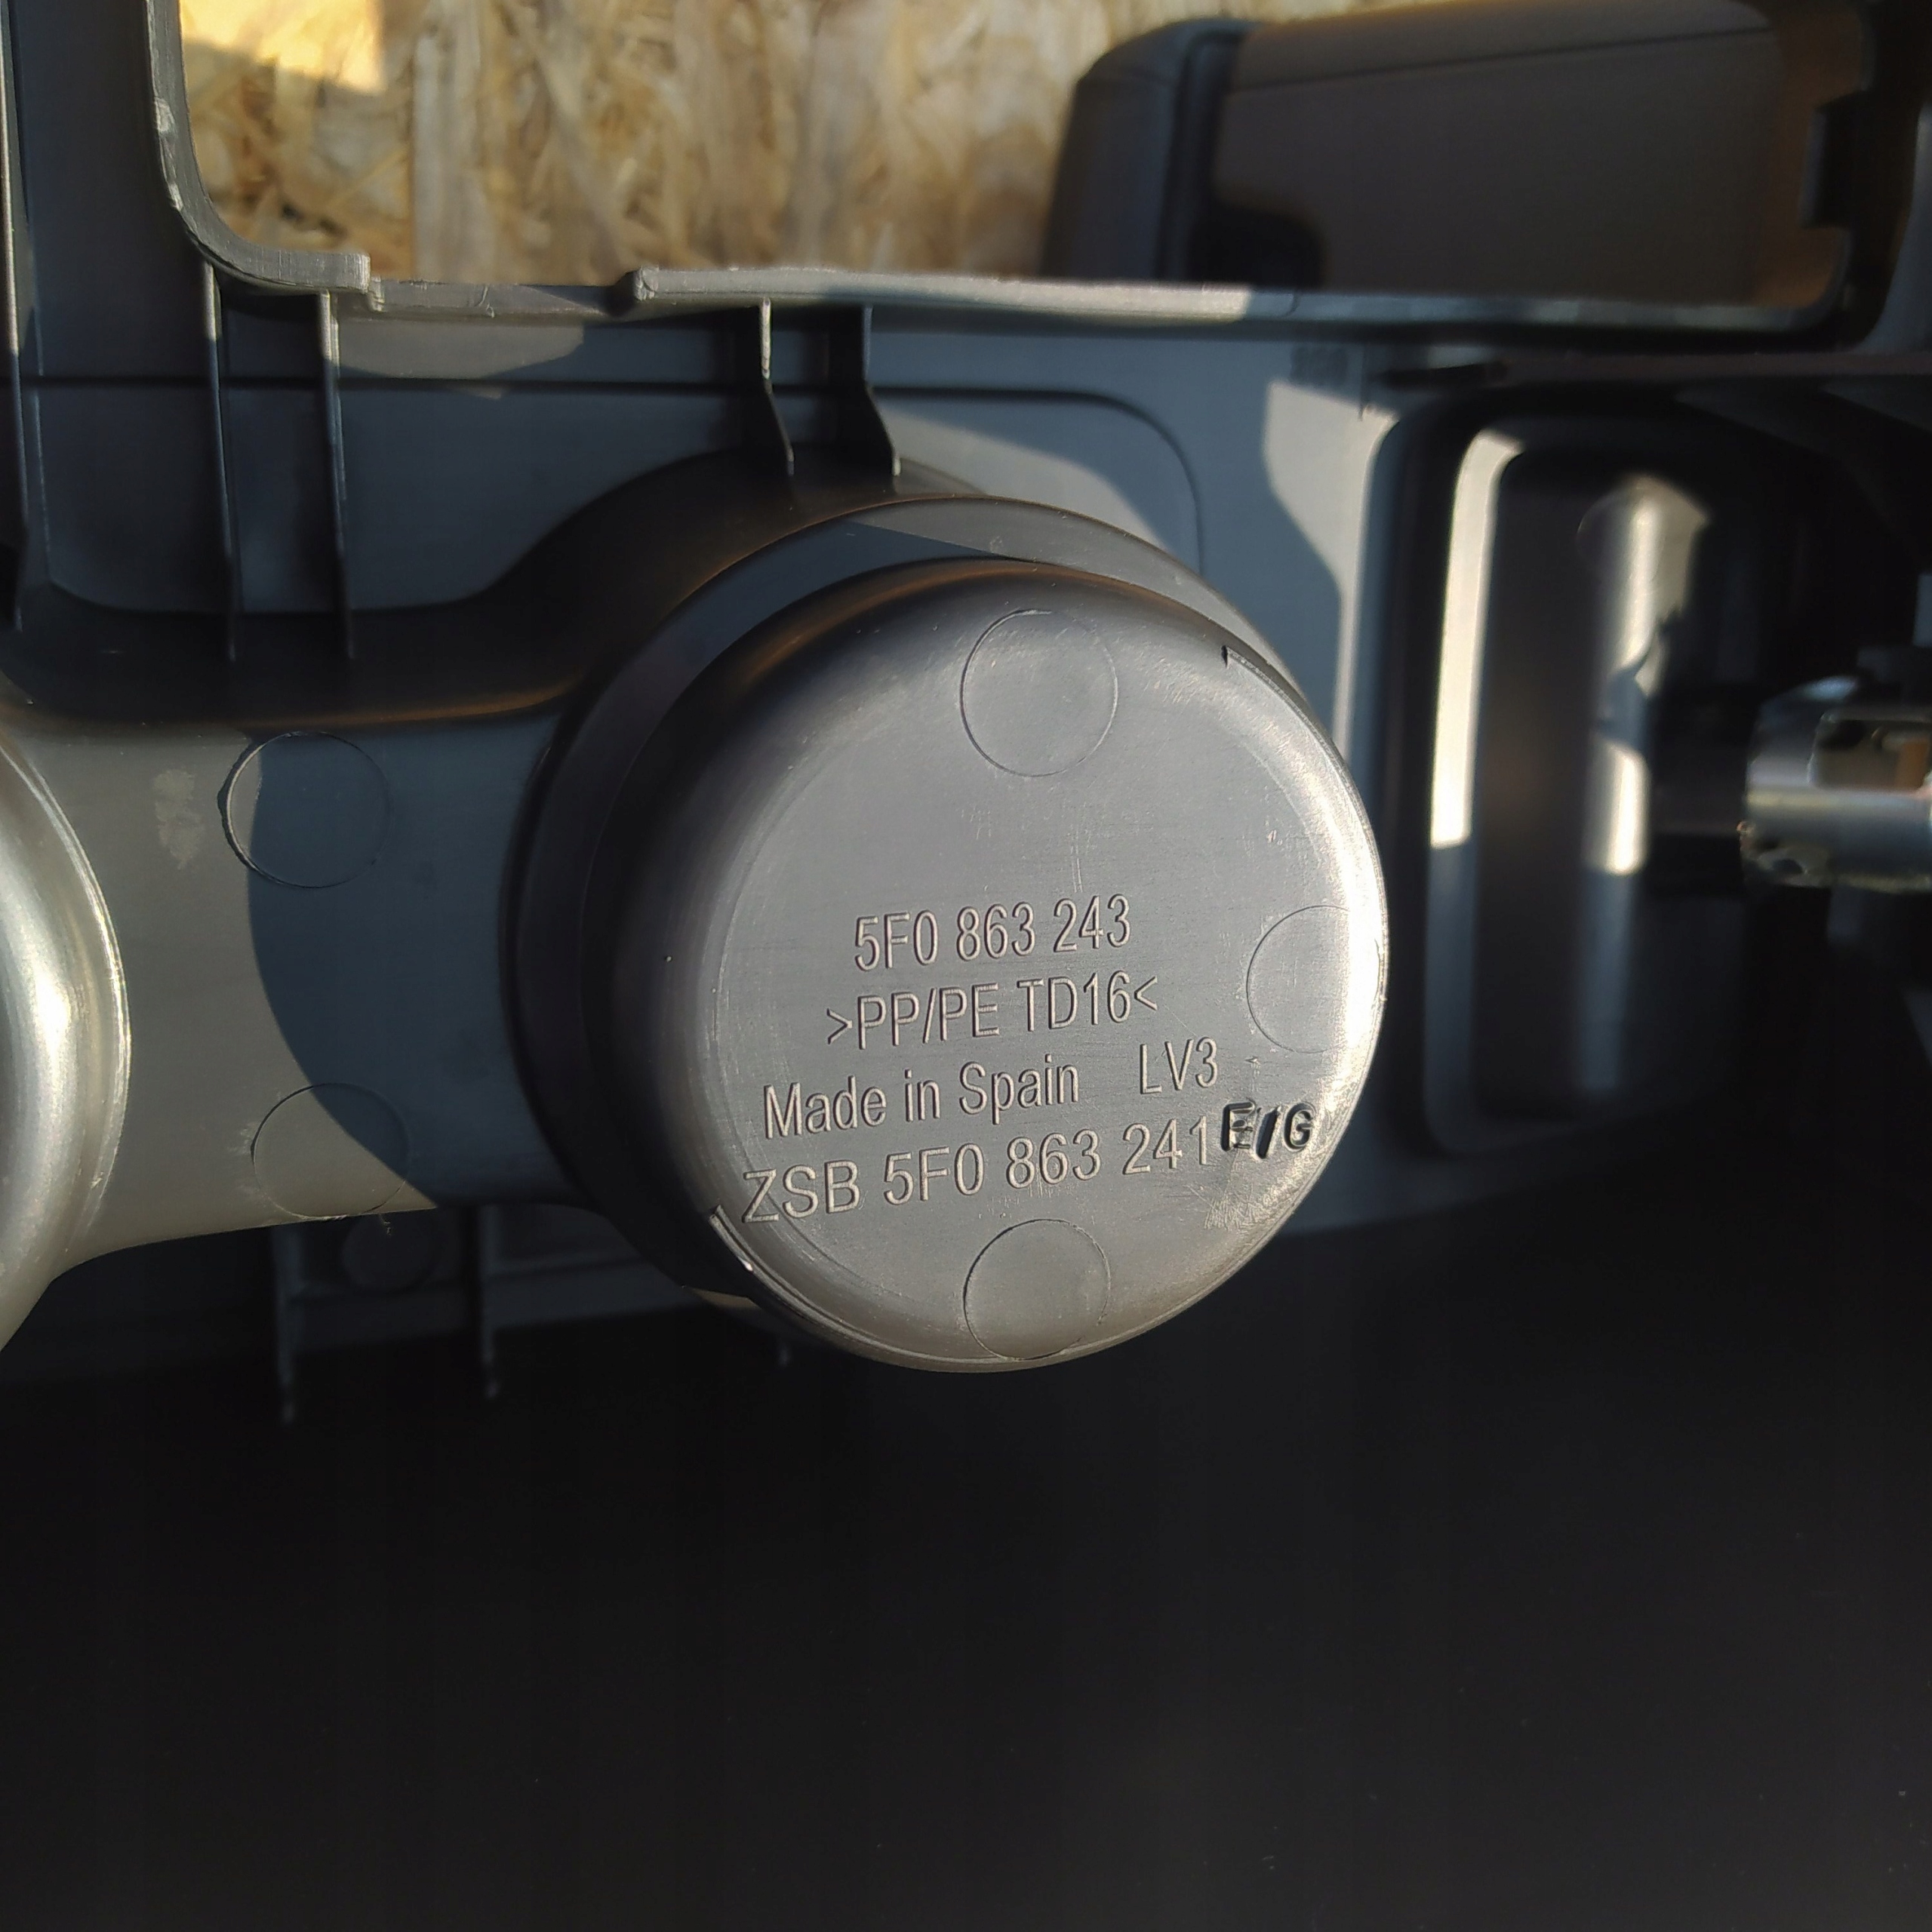 5F0 863 243
>PP/PE TD16<
Made in Spain LV3
ZSB 5F0 863 241 E/G